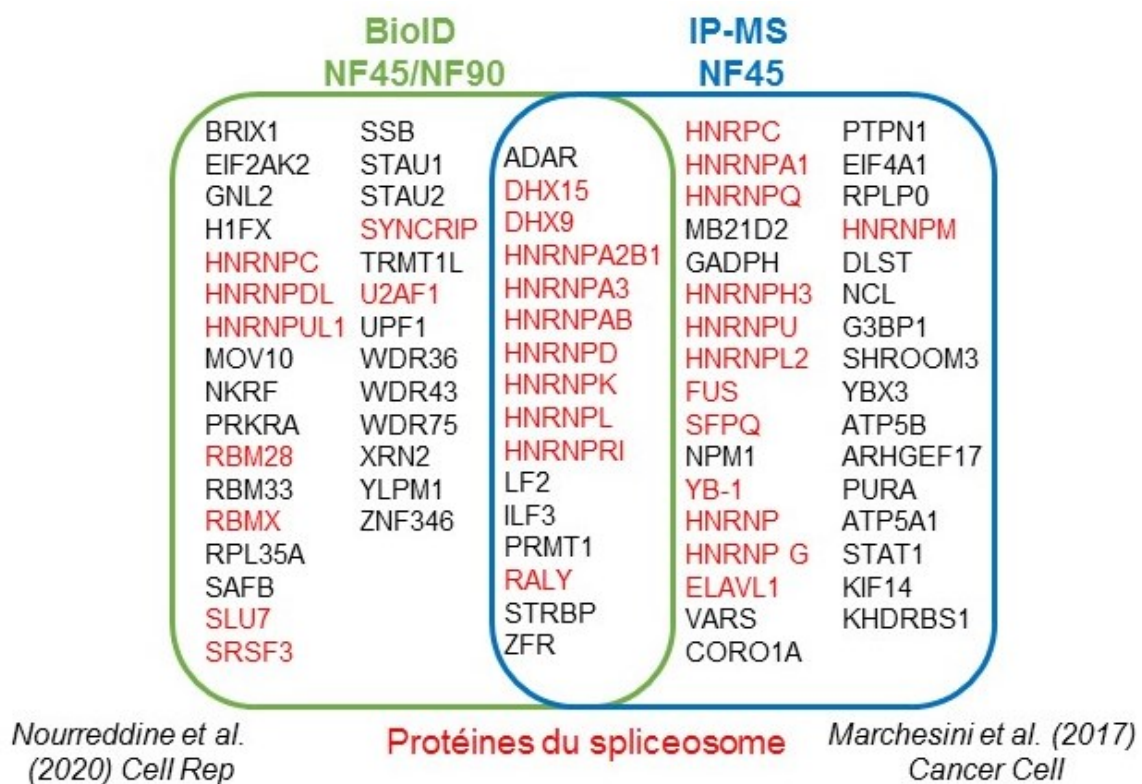 BioID
NF45/NF90
IP-MS
NF45
BRIX1
EIF2AK2
GNL2
H1FX
HNRNPC
HNRNPDL
HNRNPUL1
MOV10
NKRF
PRKRA
RBM28
RBM33
RBMX
RPL35A
SAFB
SLU7
SRSF3
SSB
STAU1
STAU2
SYNCRIP
TRMT1L
U2AF1
UPF1
WDR36
WDR43
WDR75
XRN2
YLPM1
ZNF346
ADAR
DHX15
DHX9
HNRNPA2B1
HNRNPA3
HNRNPAB
HNRNPD
HNRNPK
HNRNPL
HNRNPRI
LF2
ILF3
PRMT1
RALY
STRBP
ZFR
HNRPC
HNRNPA1
HNRNPQ
MB21D2
GADPH
HNRNPH3
HNRNPU
HNRNPL2
FUS
SFPQ
NPM1
YB-1
HNRNP
HNRNP G
ELAVL1
VARS
CORO1A
PTPN1
EIF4A1
RPLP0
HNRNPM
DLST
NCL
G3BP1
SHROOM3
YBX3
ATP5B
ARHGEF17
PURA
ATP5A1
STAT1
KIF14
KHDRBS1
Nourreddine et al.
(2020) Cell Rep
Protéines du spliceosome
Marchesini et al. (2017)
Cancer Cell